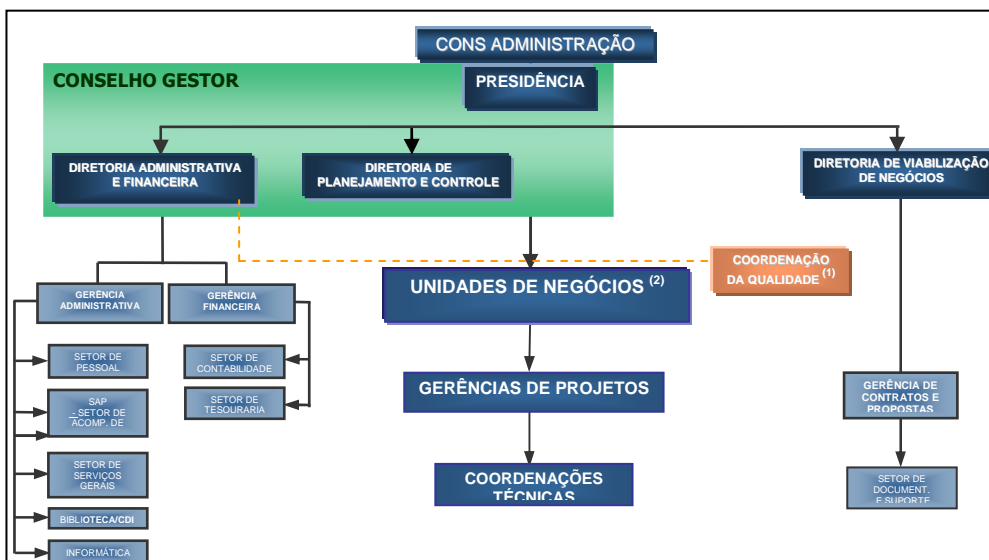 CONS ADMINISTRAÇÃO
CONSELHO GESTOR
PRESIDÊNCIA
DIRETORIA ADMINISTRATIVA
E FINANCEIRA
DIRETORIA DE
PLANEJAMENTO E CONTROLE
DIRETORIA DE VIABILIZAÇÃO
DE NEGÓCIOS
COORDENAÇÃO
DA QUALIDADE (1)
UNIDADES DE NEGÓCIOS (2)
GERÊNCIA
ADMINISTRATIVA
GERÊNCIA
FINANCEIRA
SETOR DE
PESSOAL
SETOR DE
CONTABILIDADE
GERÊNCIAS DE PROJETOS
GERÊNCIA DE
CONTRATOS E
PROPOSTAS
SAP
- SETOR DE
ACOMP. DE
SETOR DE
TESOURARIA
SETOR DE
SERVIÇOS
GERAIS
COORDENAÇÕES
TÉCNICAS
SETOR DE
DOCUMENT.
E SUPORTE
BIBLIOTECA/CDI
INFORMÁTICA